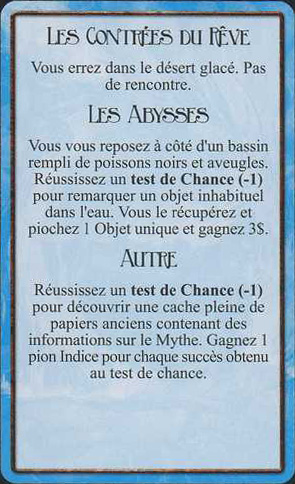 Les Contrées du Rêve
Vous errez dans le désert glacé. Pas
de rencontre.
Les Abysses
Vous vous reposez à côté d'un bassin
rempli de poissons noirs et aveugles.
Réussissez un test de Chance (-1)
pour remarquer un objet inhabituel
dans l'eau. Vous le récupérez et
piochez 1 Objet unique et gagnez 3$.
Autre
Réussissez un test de Chance (-1)
pour découvrir une cache pleine de
papiers anciens contenant des
informations sur le Mythe. Gagnez 1
pion Indice pour chaque succès obtenu
au test de chance.